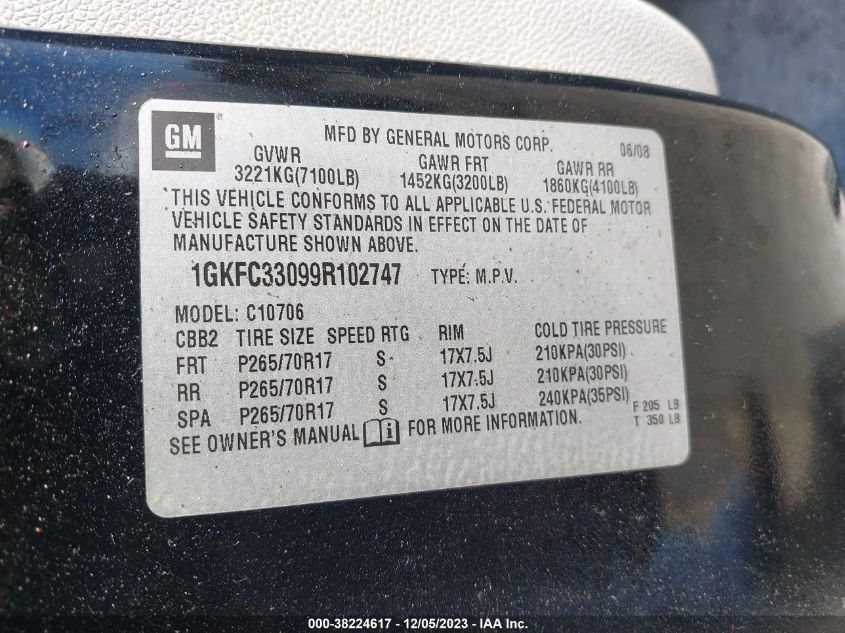 GM ®
MFD BY GENERAL MOTORS CORP. 06/08
GVWR GAWR FRT GAWR RR
3221KG(7100LB) 1452KG(3200LB) 1860KG(4100LB)
THIS VEHICLE CONFORMS TO ALL APPLICABLE U.S. FEDERAL MOTOR
VEHICLE SAFETY STANDARDS IN EFFECT ON THE DATE OF
MANUFACTURE SHOWN ABOVE.
1GKFC33099R102747 TYPE: M.P.V.
MODEL: C10706
CBB2 TIRE SIZE SPEED RTG RIM COLD TIRE PRESSURE
FRT P265/70R17 S 17X7.5J 210KPA(30PSI)
RR P265/70R17 S 17X7.5J 210KPA(30PSI)
SPA P265/70R17 S 17X7.5J 240KPA(35PSI) F 205 LB
T 350 LB
SEE OWNER'S MANUAL i FOR MORE INFORMATION.
000-38224617 - 12/05/2023 - © IAA, Inc.